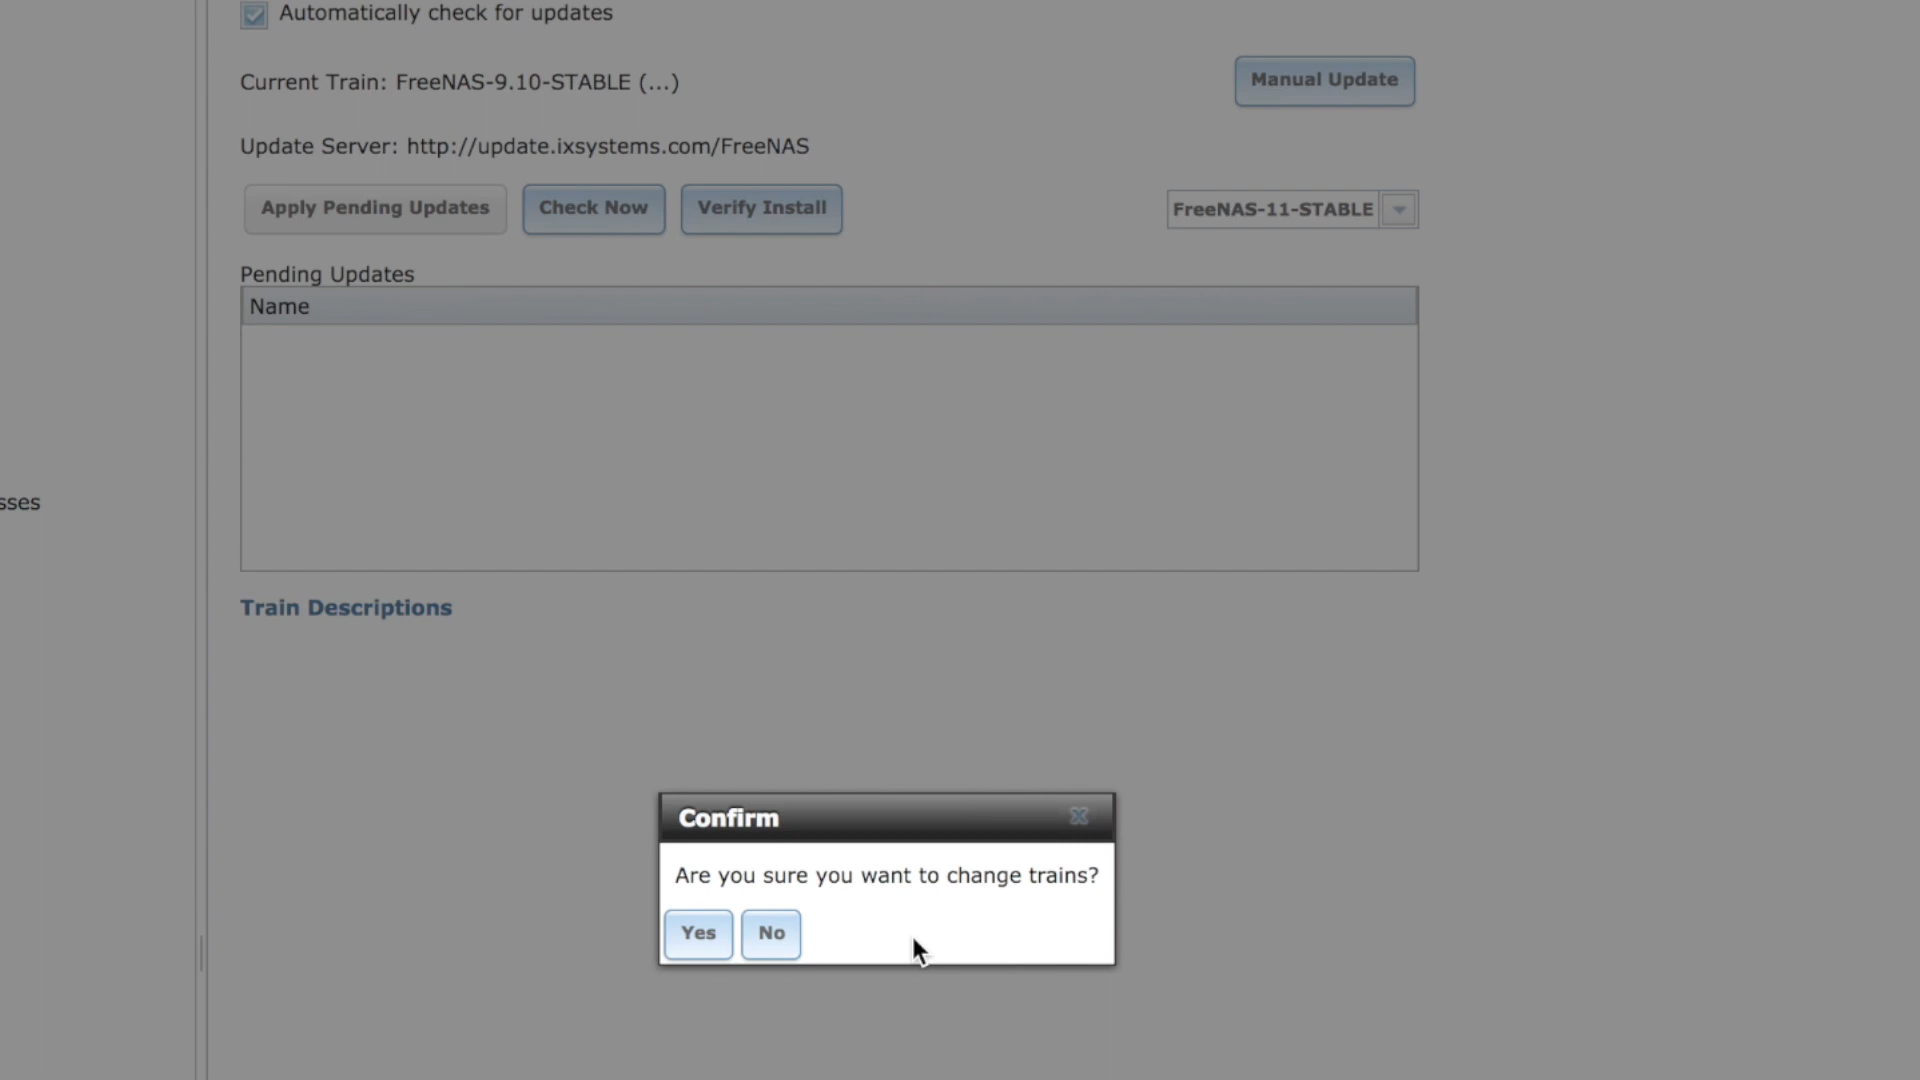 Automatically check for updates
Current Train: FreeNAS-9.10-STABLE (...)
Manual Update
Update Server: http://update.ixsystems.com/FreeNAS
Apply Pending Updates
Check Now
Verify Install
FreeNAS-11-STABLE
Pending Updates
Name
sses
Train Descriptions
Confirm
Are you sure you want to change trains?
Yes
No